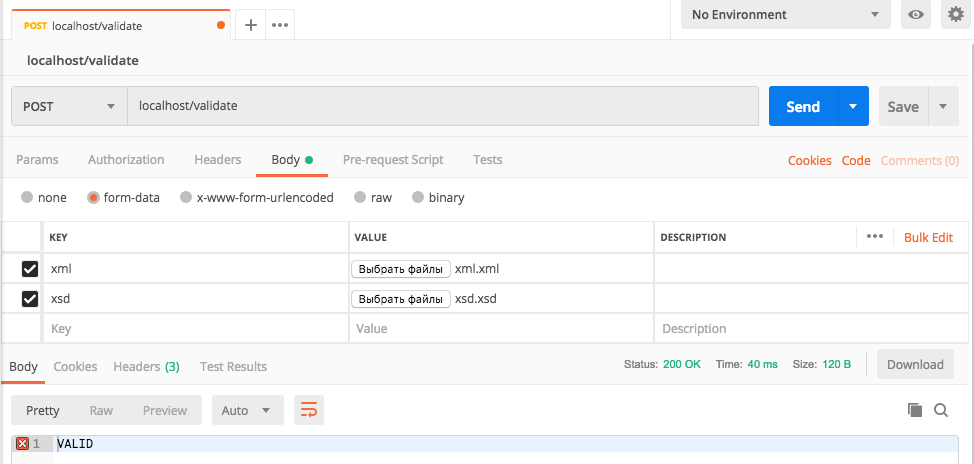 POST localhost/validate
No Environment
localhost/validate
POST localhost/validate Send Save
Params Authorization Headers Body Pre-request Script Tests Cookies Code Comments (0)
none form-data x-www-form-urlencoded raw binary
KEY VALUE DESCRIPTION Bulk Edit
xml Выбрать файлы xml.xml
xsd Выбрать файлы xsd.xsd
Key Value Description
Body Cookies Headers (3) Test Results Status: 200 OK Time: 40 ms Size: 120 B Download
Pretty Raw Preview Auto
1 VALID